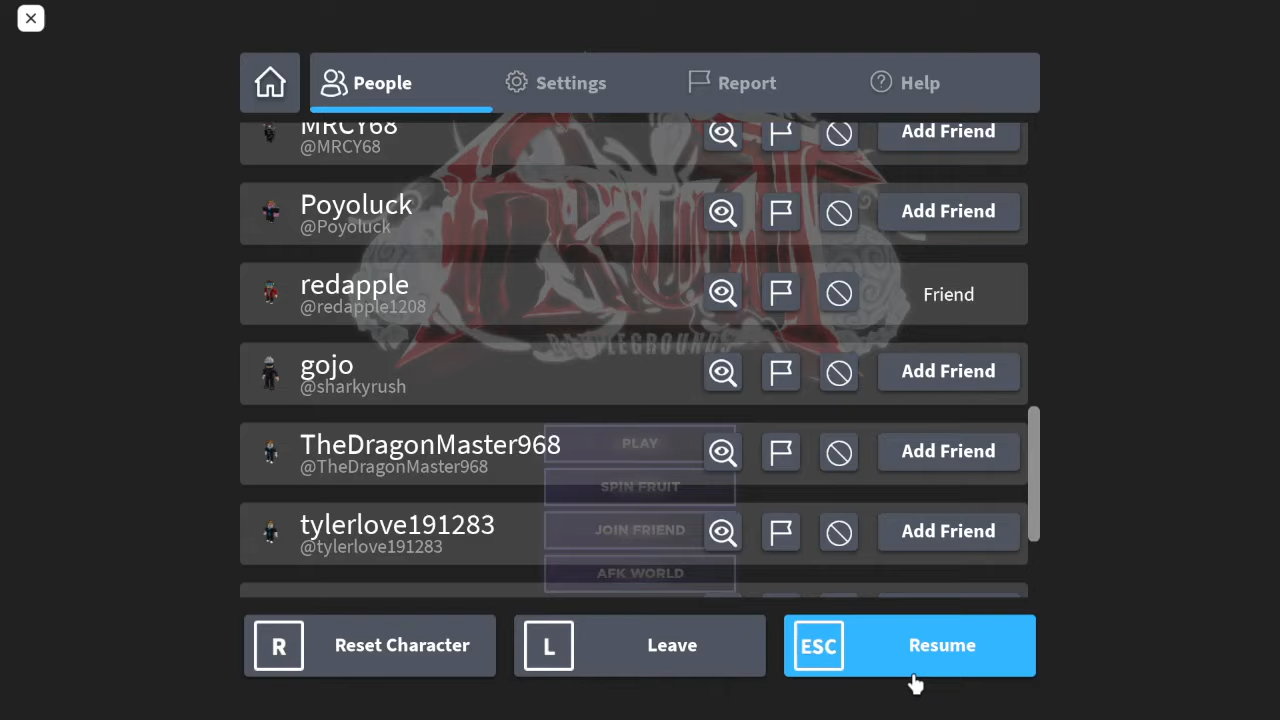 People
Settings
Report
Help
MRCY68
@MRCY68
Add Friend
Poyoluck
@Poyoluck
Add Friend
redapple
@redapple1208
Friend
gojo
@sharkyrush
Add Friend
TheDragonMaster968
@TheDragonMaster968
Add Friend
tylerlove191283
@tylerlove191283
Add Friend
FRUIT
BATTLEGROUNDS
PLAY
SPIN FRUIT
JOIN FRIEND
AFK WORLD
R Reset Character
L Leave
ESC Resume